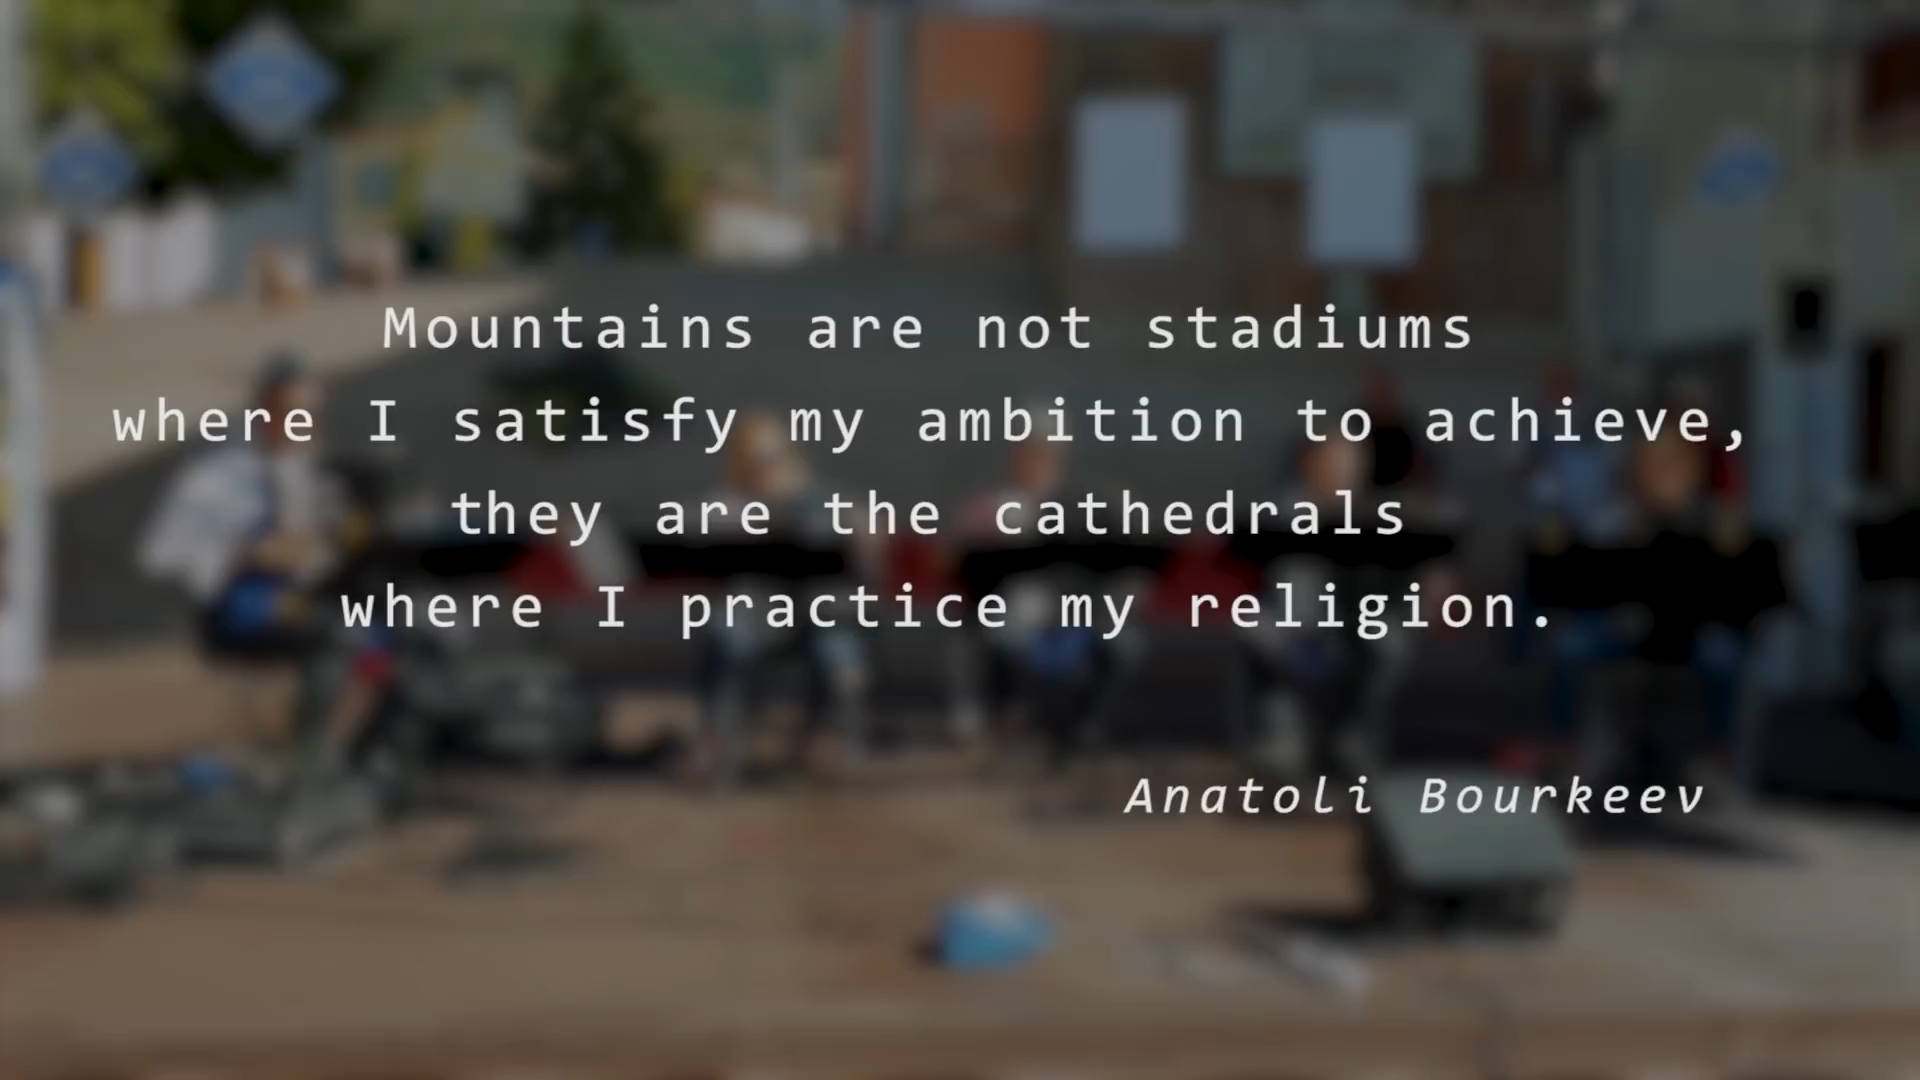 Mountains are not stadiums
where I satisfy my ambition to achieve,
they are the cathedrals
where I practice my religion.
Anatoli Bourkeev